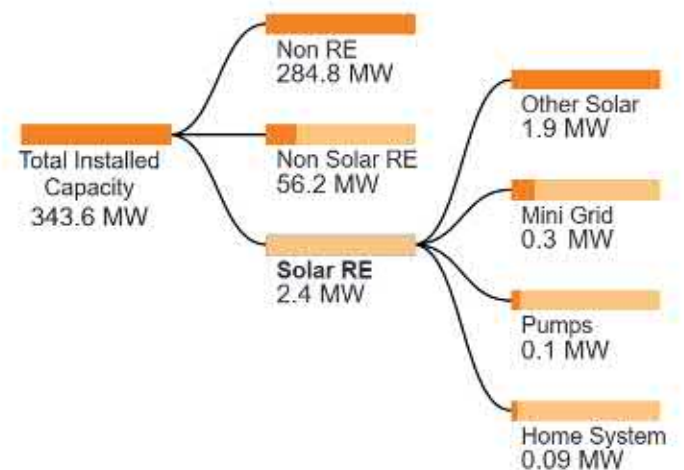 Total Installed
Capacity
343.6 MW
Non RE
284.8 MW
Non Solar RE
56.2 MW
Solar RE
2.4 MW
Other Solar
1.9 MW
Mini Grid
0.3 MW
Pumps
0.1 MW
Home System
0.09 MW